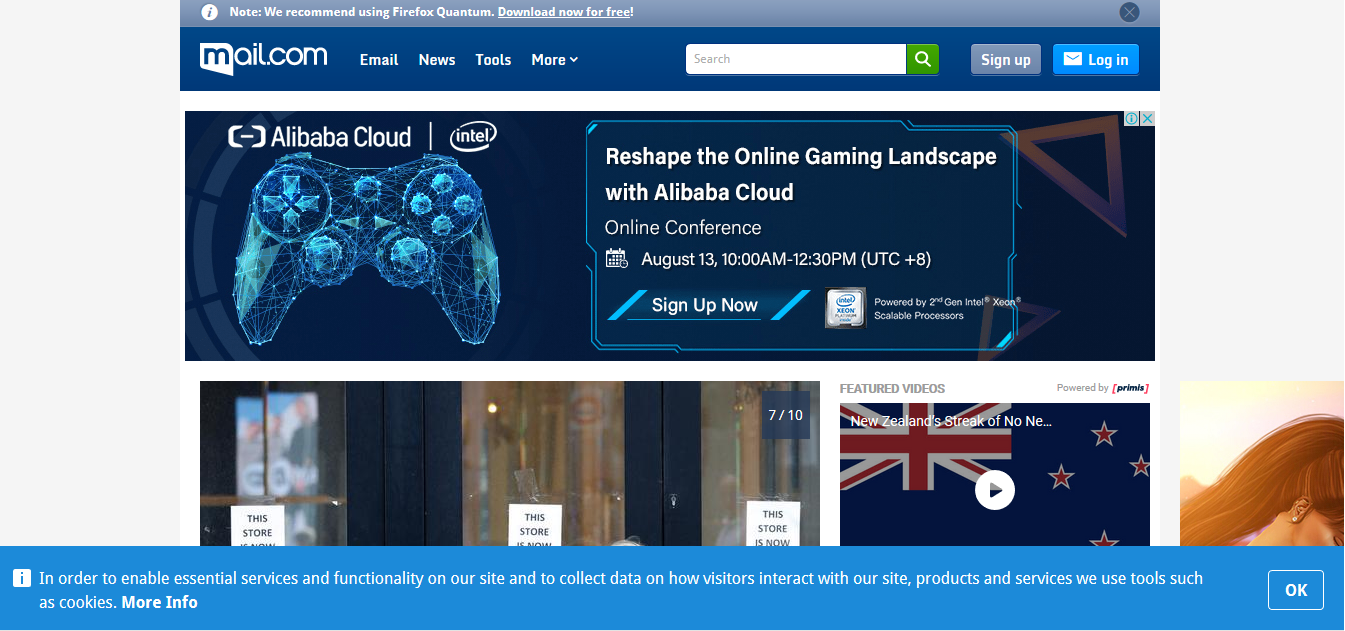 Note: We recommend using Firefox Quantum. Download now for free!
mail.com
Email News Tools More
Search
Sign up
Log in
Alibaba Cloud | intel
Reshape the Online Gaming Landscape
with Alibaba Cloud
Online Conference
August 13, 10:00AM-12:30PM (UTC +8)
Sign Up Now
intel
XEON
PLATINUM
inside
Powered by 2nd Gen Intel® Xeon®
Scalable Processors
7 / 10
THIS
STORE
IS NOW
THIS
STORE
IS NOW
THIS
STORE
IS NOW
FEATURED VIDEOS
Powered by [primis]
New Zealand's Streak of No Ne...
In order to enable essential services and functionality on our site and to collect data on how visitors interact with our site, products and services we use tools such
as cookies. More Info
OK